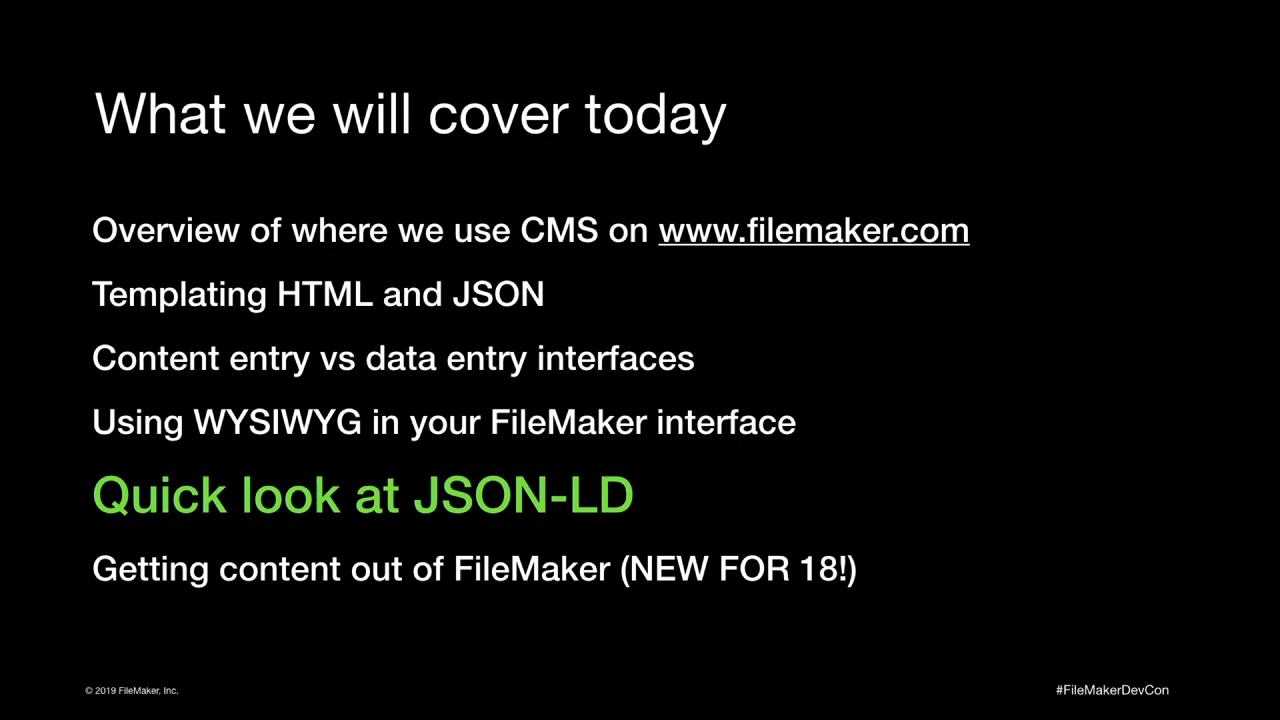 What we will cover today
Overview of where we use CMS on www.filemaker.com
Templating HTML and JSON
Content entry vs data entry interfaces
Using WYSIWYG in your FileMaker interface
Quick look at JSON-LD
Getting content out of FileMaker (NEW FOR 18!)
© 2019 FileMaker, Inc.
#FileMakerDevCon